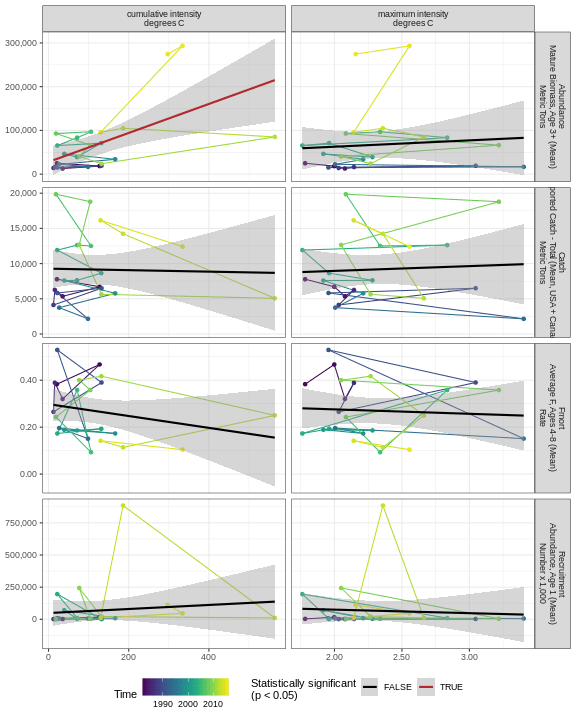 cumulative intensity
degrees C
maximum intensity
degrees C
300,000
200,000
100,000
0
Abundance
Mature Biomass, Age 3+ (Mean)
Metric Tons
20,000
15,000
10,000
5,000
0
Catch
ported Catch - Total (Mean, USA + Cana
Metric Tons
0.40
0.20
0.00
Fmort
Average F, Ages 4-8 (Mean)
Rate
750,000
500,000
250,000
0
Recruitment
Abundance, Age 1 (Mean)
Number x 1,000
0
200
400
2.00
2.50
3.00
Time
1990 2000 2010
Statistically significant
(p < 0.05)
FALSE
TRUE